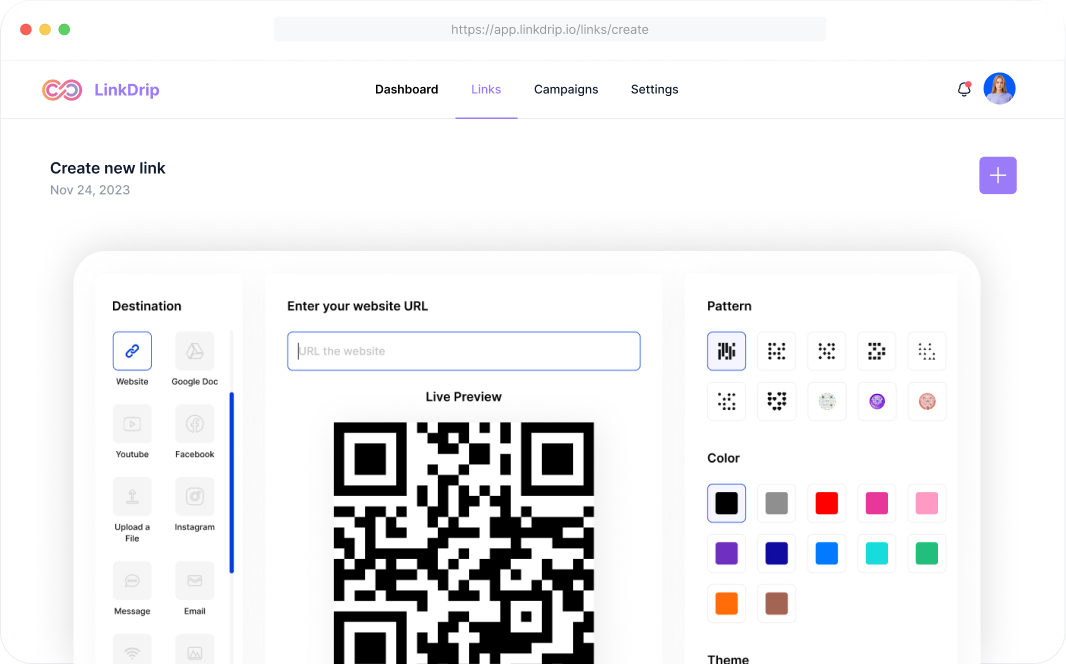 https://app.linkdrip.io/links/create
LinkDrip
Dashboard
Links
Campaigns
Settings
Create new link
Nov 24, 2023
Destination
Website
Google Doc
Youtube
Facebook
Upload a
File
Instagram
Message
Email
Enter your website URL
URL the website
Live Preview
Pattern
Color
Theme